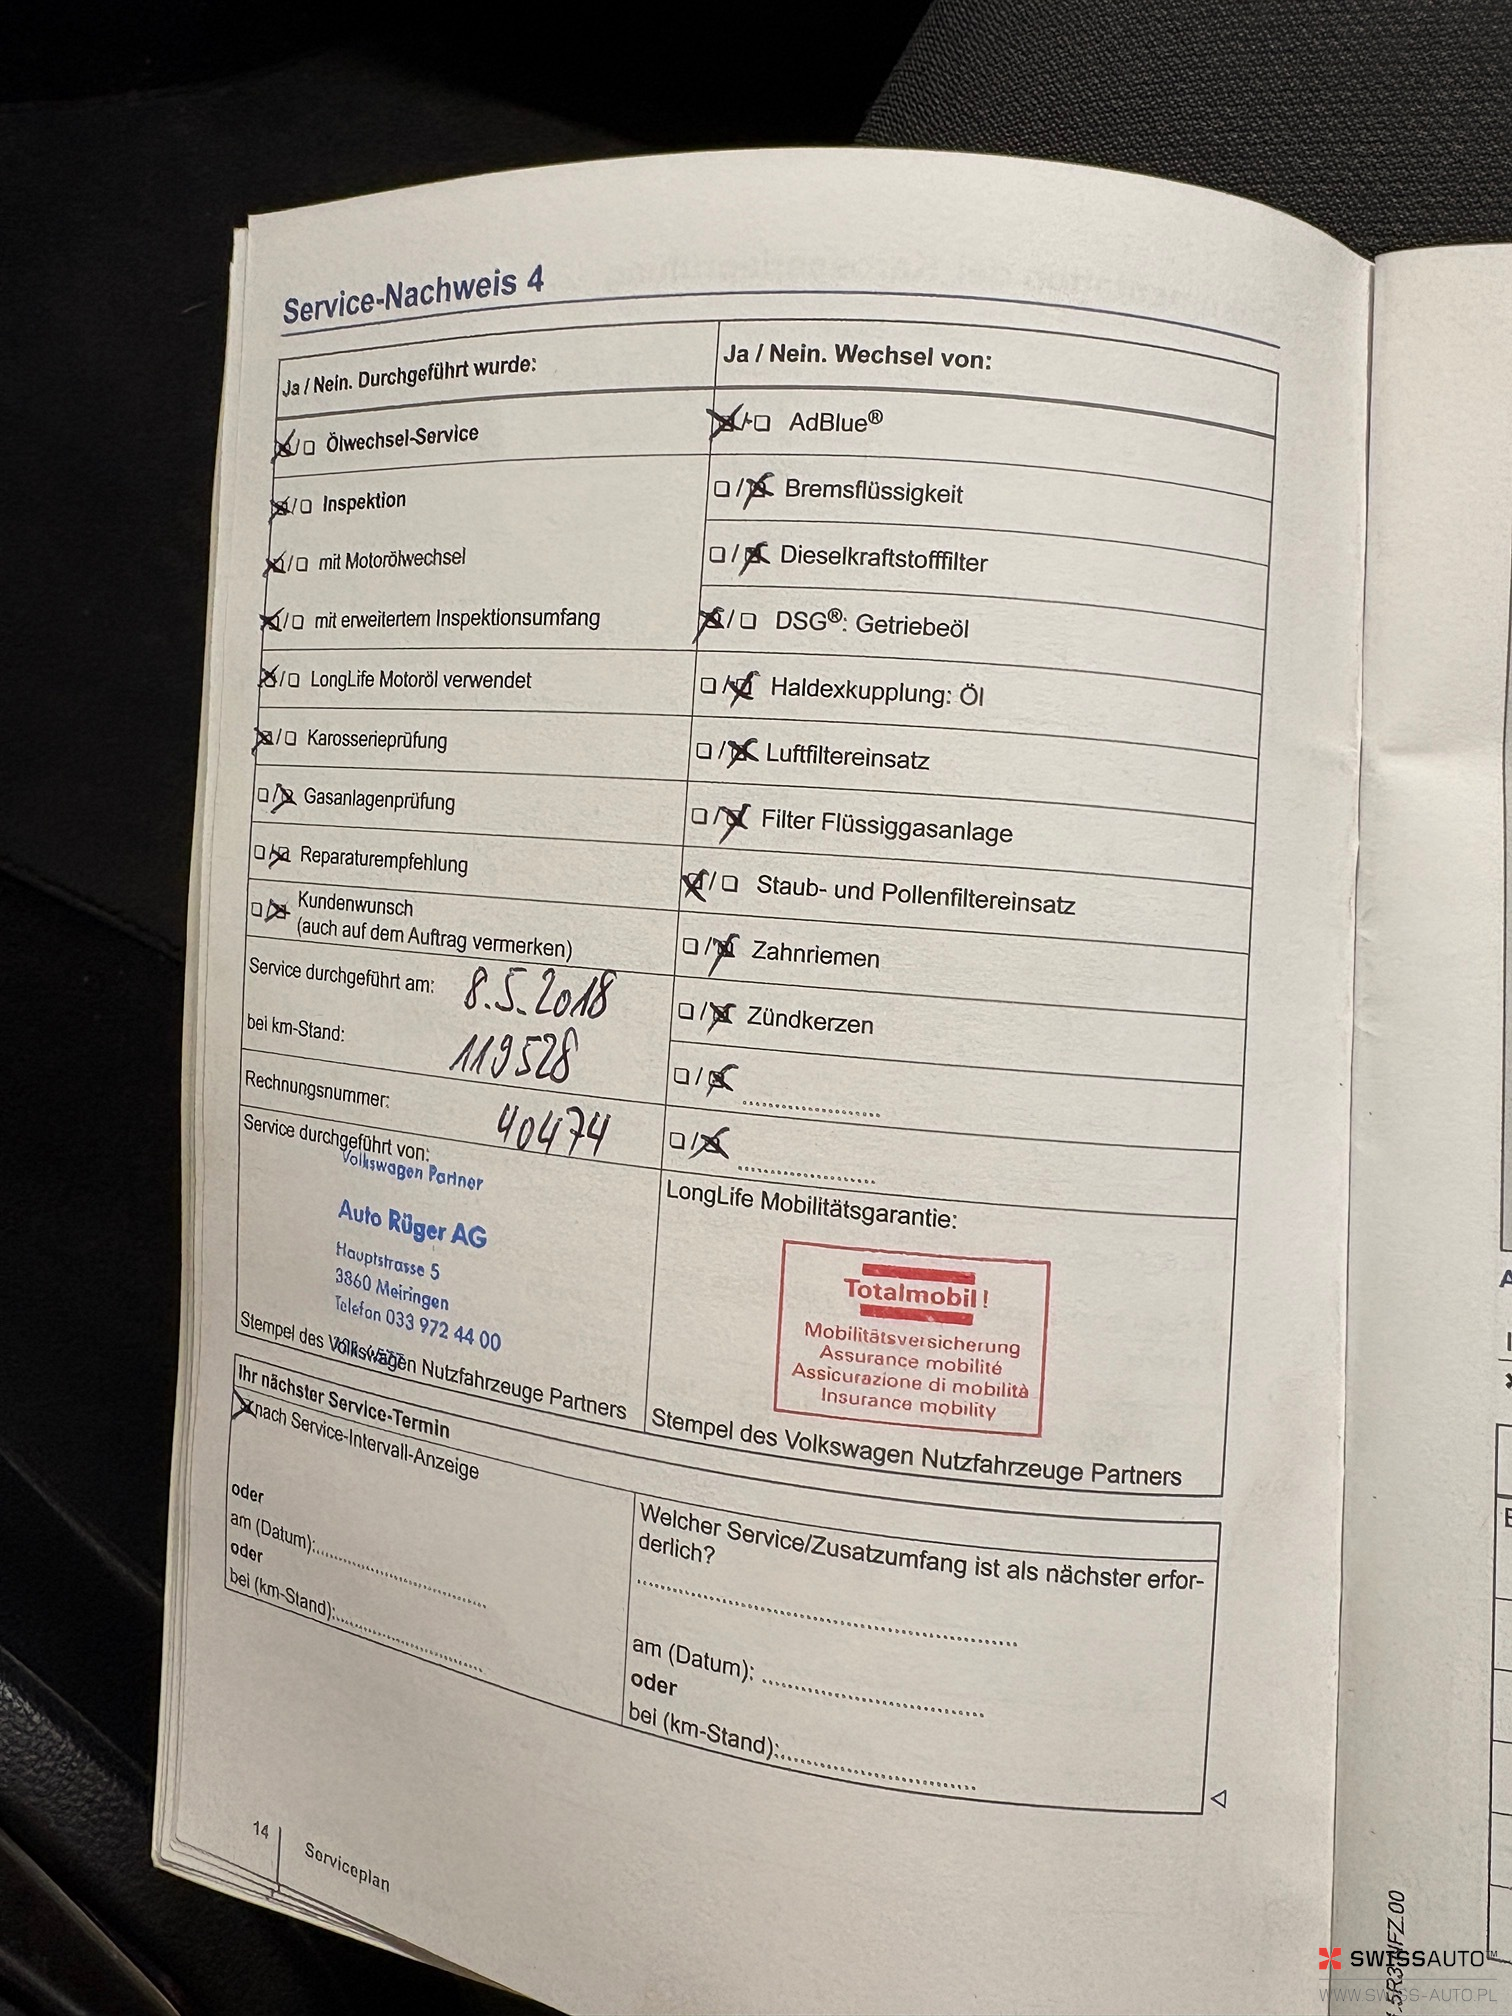 Service-Nachweis 4
Ja / Nein. Durchgeführt wurde:
Ölwechsel-Service
Inspektion
mit Motorölwechsel
mit erweitertem Inspektionsumfang
LongLife Motoröl verwendet
Karosserieprüfung
Gasanlagenprüfung
Reparaturempfehlung
Kundenwunsch
(auch auf dem Auftrag vermerken)
Service durchgeführt am: 8.5.2018
bei km-Stand: 119528
Rechnungsnummer: 40474
Service durchgeführt von:
Volkswagen Partner
Auto Rüger AG
Hauptstrasse 5
3860 Meiringen
Telefon 033 972 44 00
Stempel des Volkswagen Nutzfahrzeuge Partners
Ja / Nein. Wechsel von:
AdBlue®
Bremsflüssigkeit
Dieselkraftstofffilter
DSG®: Getriebeöl
Haldexkupplung: Öl
Luftfiltereinsatz
Filter Flüssiggasanlage
Staub- und Pollenfiltereinsatz
Zahnriemen
Zündkerzen
LongLife Mobilitätsgarantie:
Totalmobil!
Mobilitätsversicherung
Assurance mobilité
Assicurazione di mobilità
Insurance mobility
Stempel des Volkswagen Nutzfahrzeuge Partners
Ihr nächster Service-Termin
nach Service-Intervall-Anzeige
oder
am (Datum):
oder
bei (km-Stand):
Welcher Service/Zusatzumfang ist als nächster erfor-
derlich?
am (Datum):
oder
bei (km-Stand):
14
Serviceplan
SWISSAUTO™
WWW.SWISS-AUTO.PL